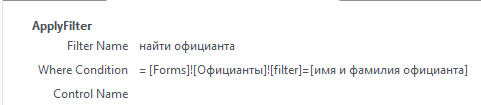 ApplyFilter
Filter Name найти официанта
Where Condition = [Forms]![Официанты]![filter]=[имя и фамилия официанта]
Control Name